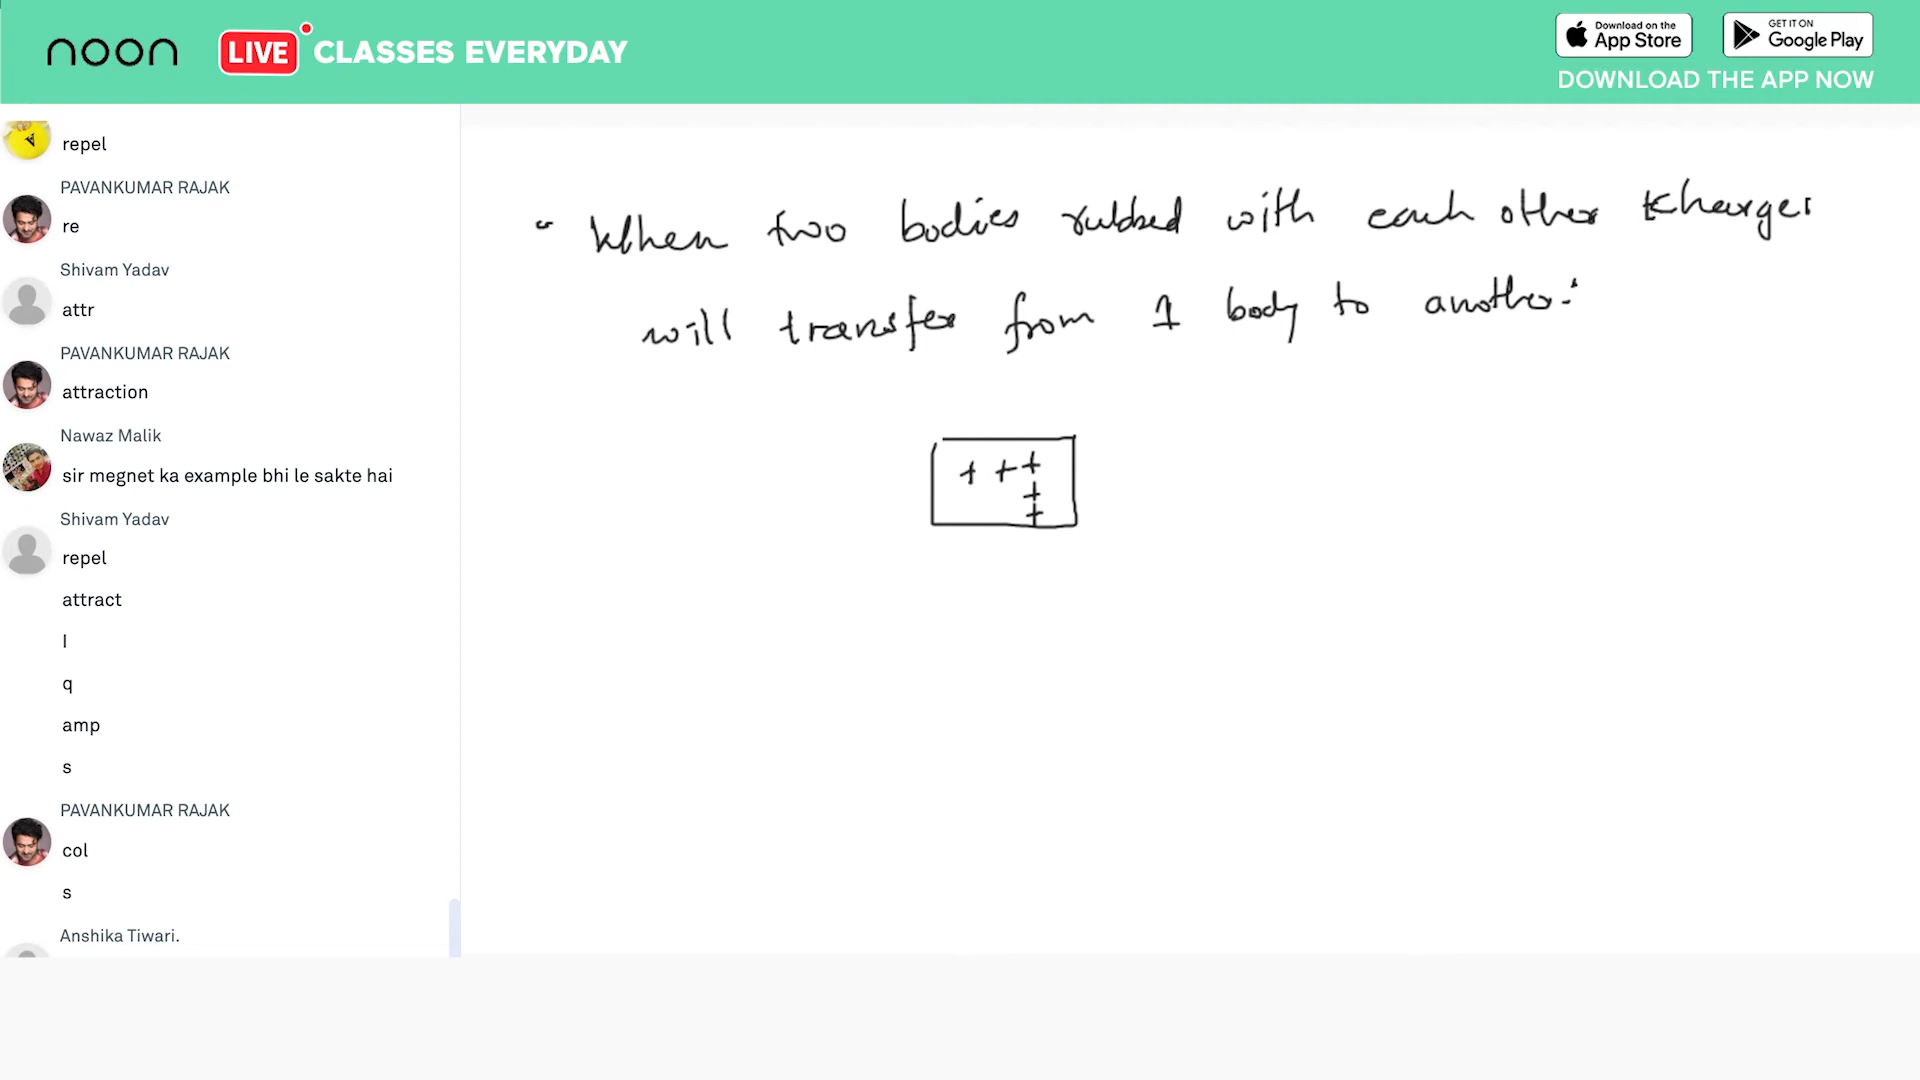 noon LIVE CLASSES EVERYDAY
Download on the App Store
GET IT ON Google Play
DOWNLOAD THE APP NOW
repel
PAVANKUMAR RAJAK
re
Shivam Yadav
attr
PAVANKUMAR RAJAK
attraction
Nawaz Malik
sir megnet ka example bhi le sakte hai
Shivam Yadav
repel
attract
I
q
amp
s
PAVANKUMAR RAJAK
col
s
Anshika Tiwari.
" When two bodies rubbed with each other charges
will transfer from 1 body to another."
+ + +
+
+